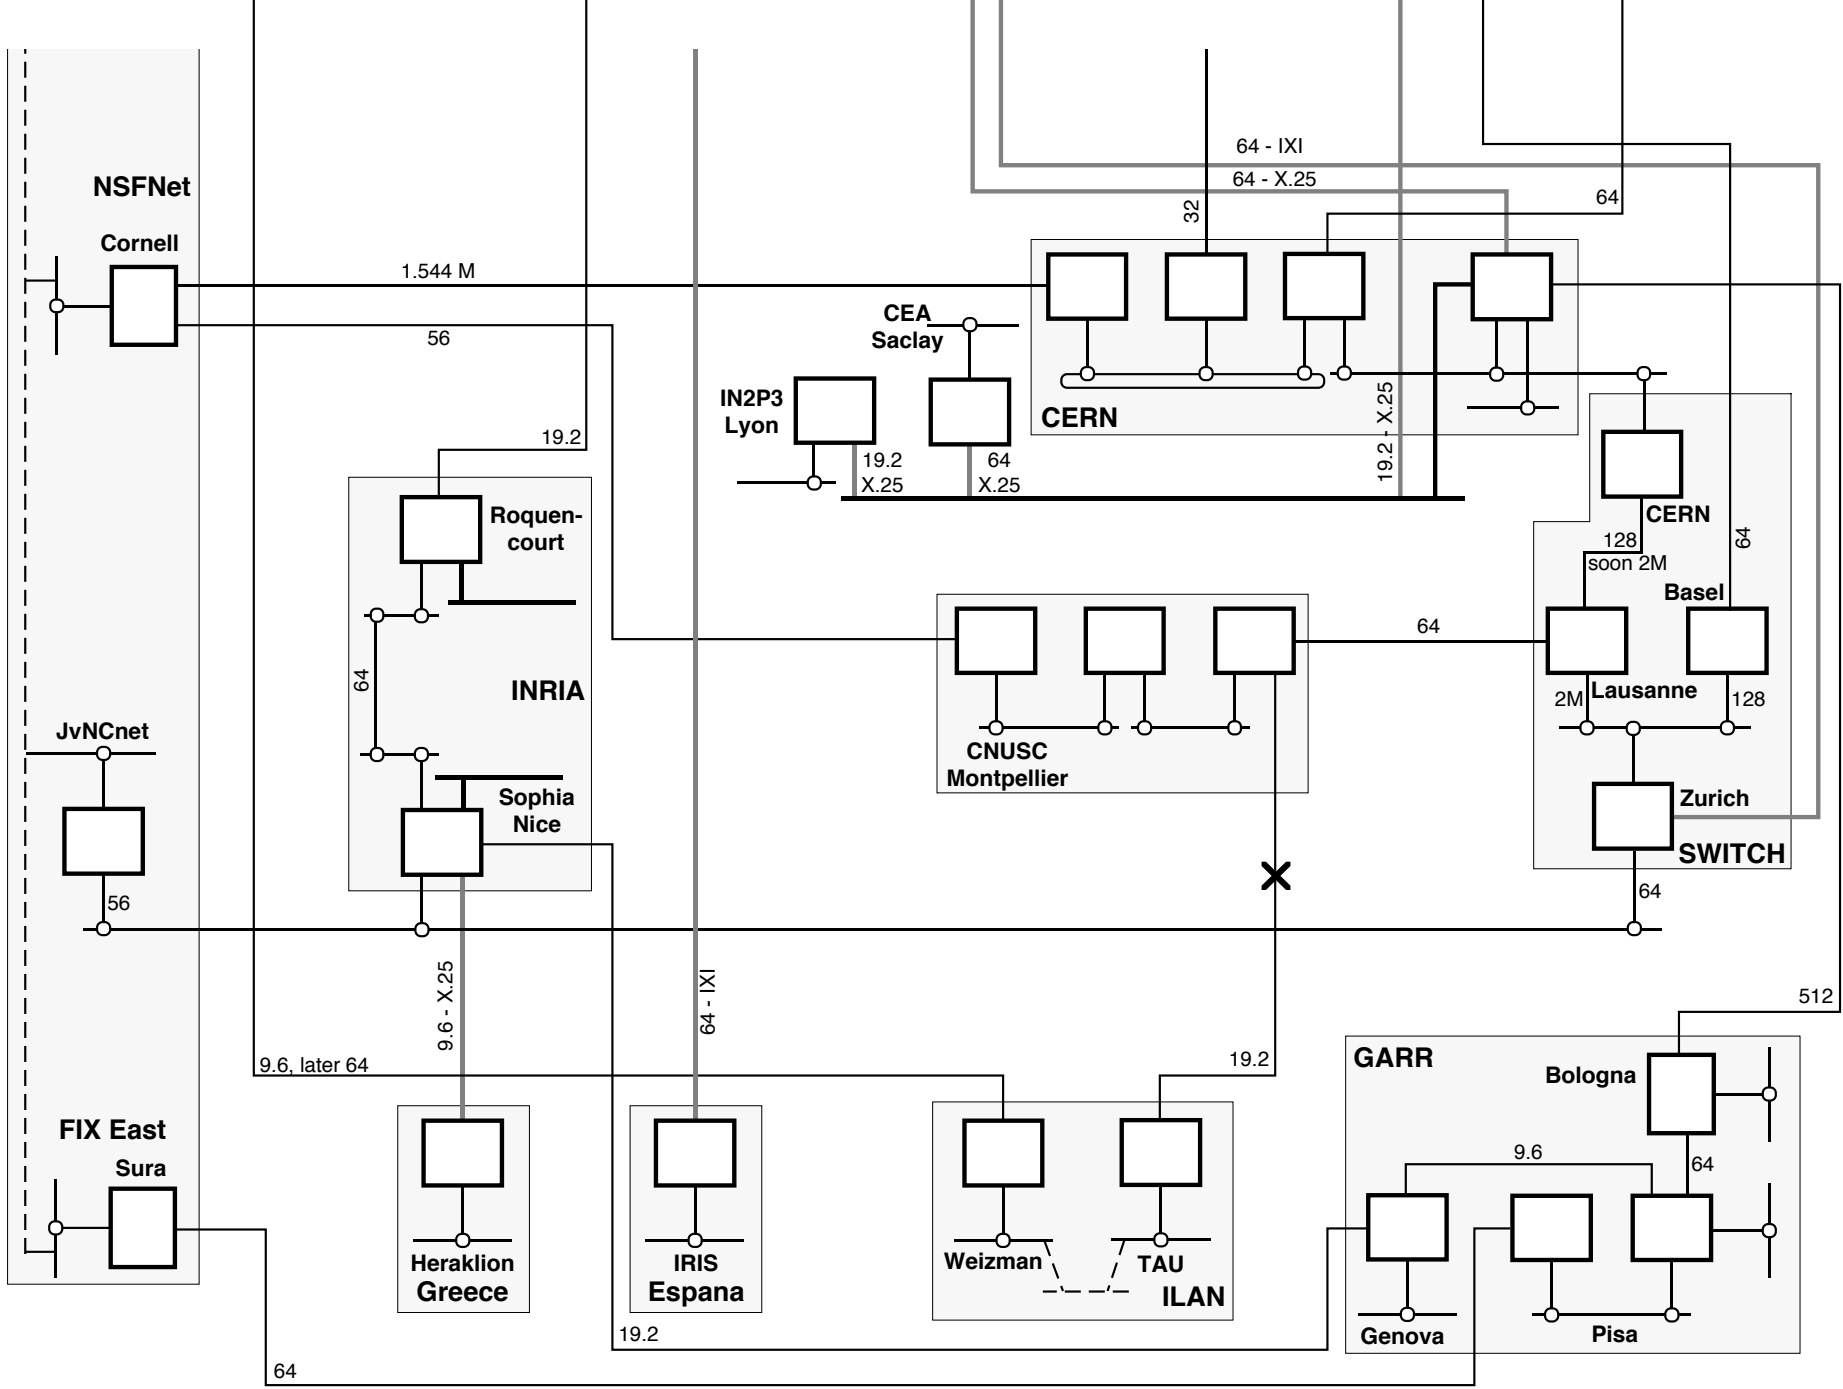 64 - IXI
64 - X.25
NSFNet
32
64
Cornell
1.544 M
56
CEA
Saclay
IN2P3
Lyon
CERN
19.2 - X.25
19.2
19.2
X.25
64
X.25
Roquen-
court
CERN
128
soon 2M
64
Basel
64
64
INRIA
2M
Lausanne
128
JvNCnet
CNUSC
Montpellier
Sophia
Nice
Zurich
SWITCH
56
64
9.6 - X.25
64 - IXI
512
9.6, later 64
19.2
GARR
Bologna
FIX East
Sura
9.6
64
Heraklion
Greece
IRIS
Espana
Weizman
TAU
ILAN
Genova
Pisa
19.2
64